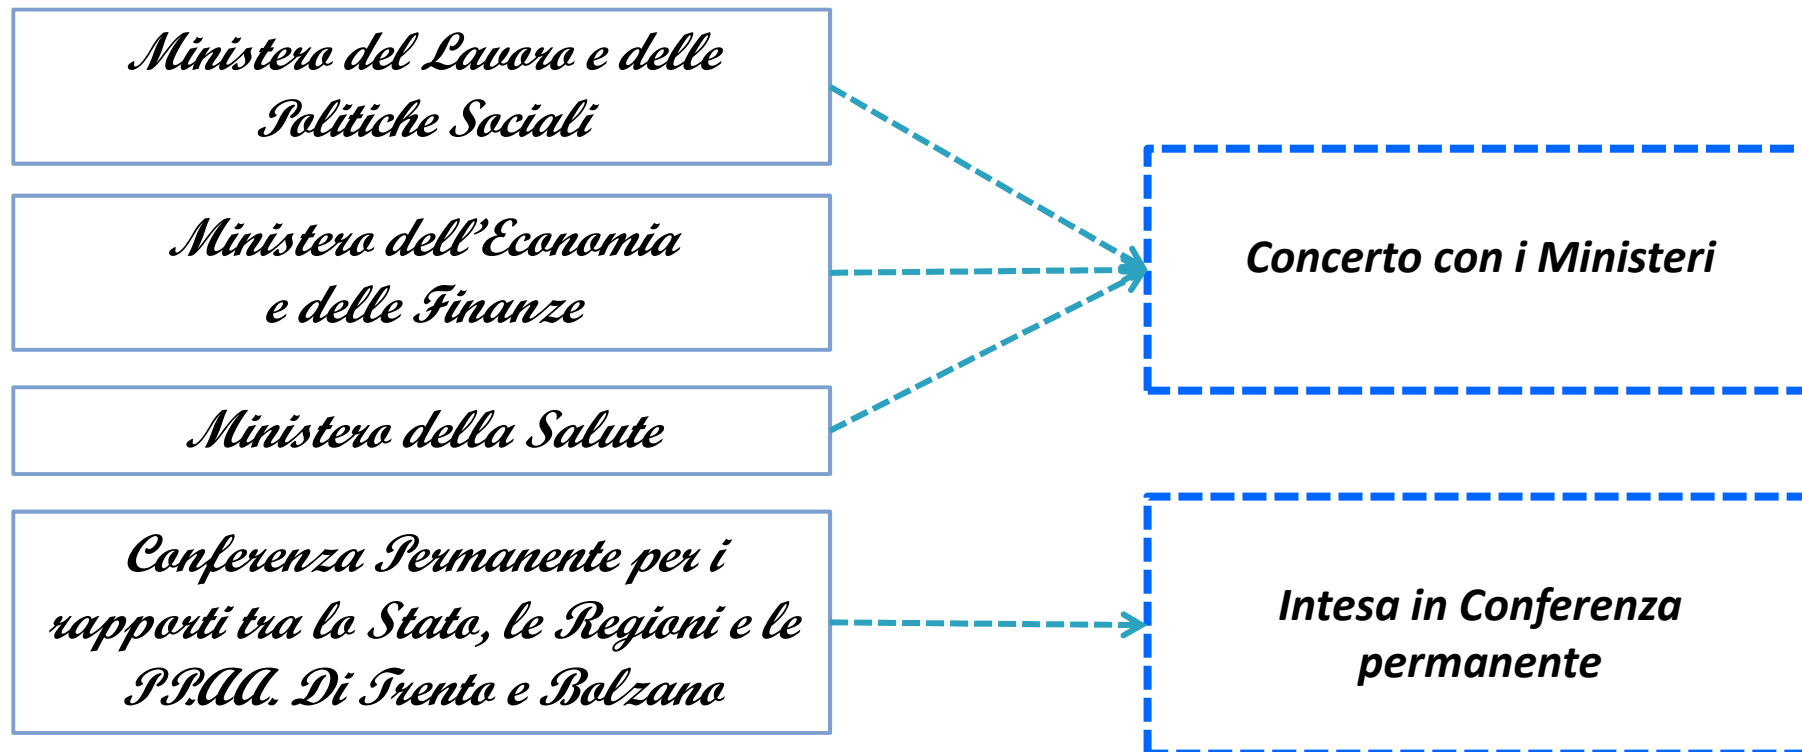 Ministero del Lavoro e delle
Politiche Sociali
Ministero dell’Economia
e delle Finanze
Ministero della Salute
Conferenza Permanente per i
rapporti tra lo Stato, le Regioni e le
PP.AA. Di Trento e Bolzano
Concerto con i Ministeri
Intesa in Conferenza
permanente